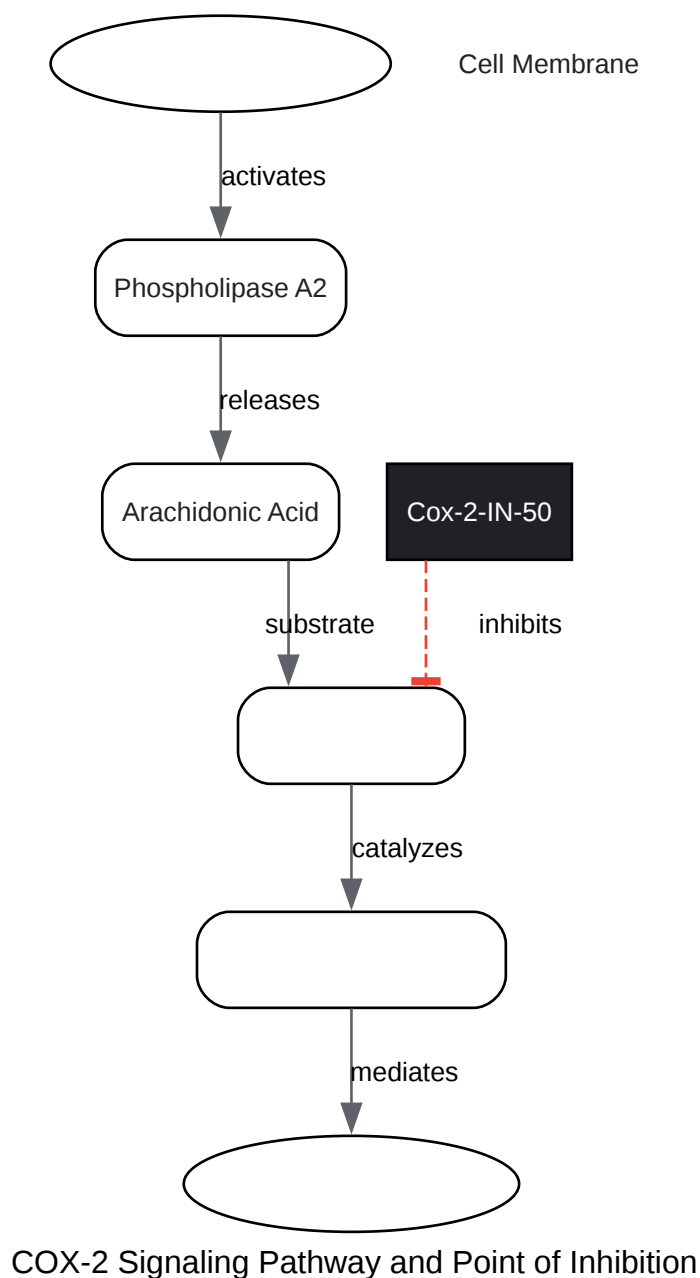 Cell Membrane
activates
Phospholipase A2
releases
Arachidonic Acid
Cox-2-IN-50
substrate
inhibits
catalyzes
mediates
COX-2 Signaling Pathway and Point of Inhibition